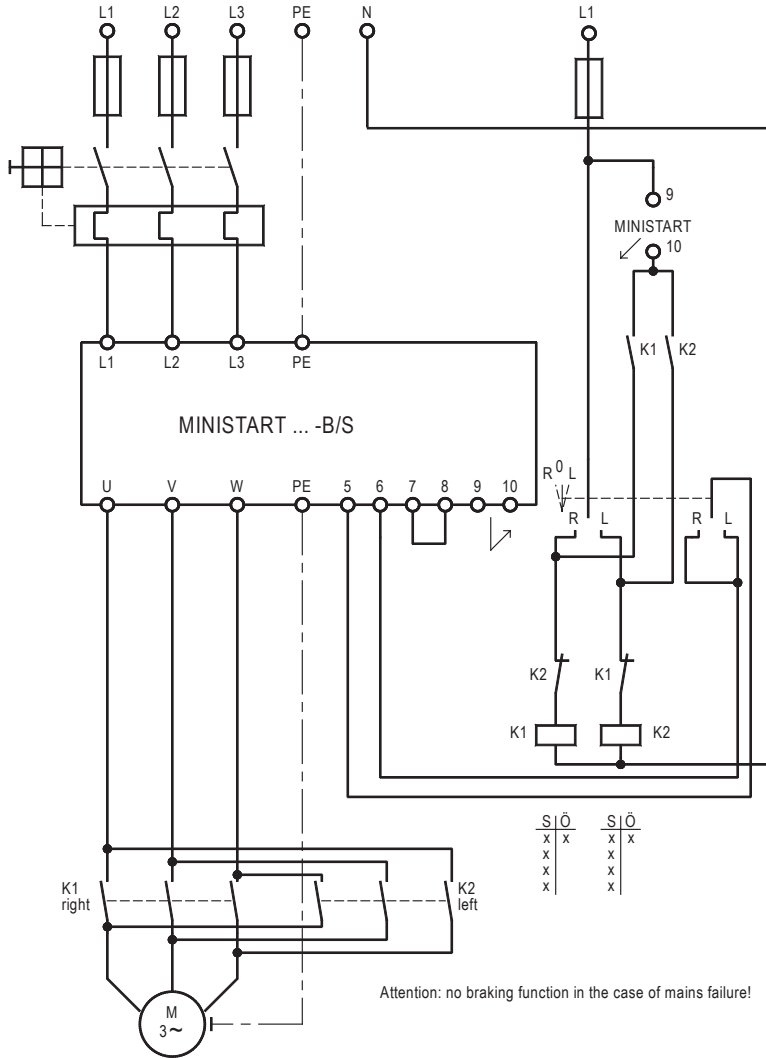 L1 L2 L3 PE N L1
9
MINISTART
10
K1 K2
L1 L2 L3 PE
MINISTART ... -B/S
R 0 L
U V W PE 5 6 7 8 9 10
R L R L
K2 K1
K1 K2
S Ö S Ö
x x x x
x x
x x
x x
K1
right
K2
left
Attention: no braking function in the case of mains failure!
M
3~